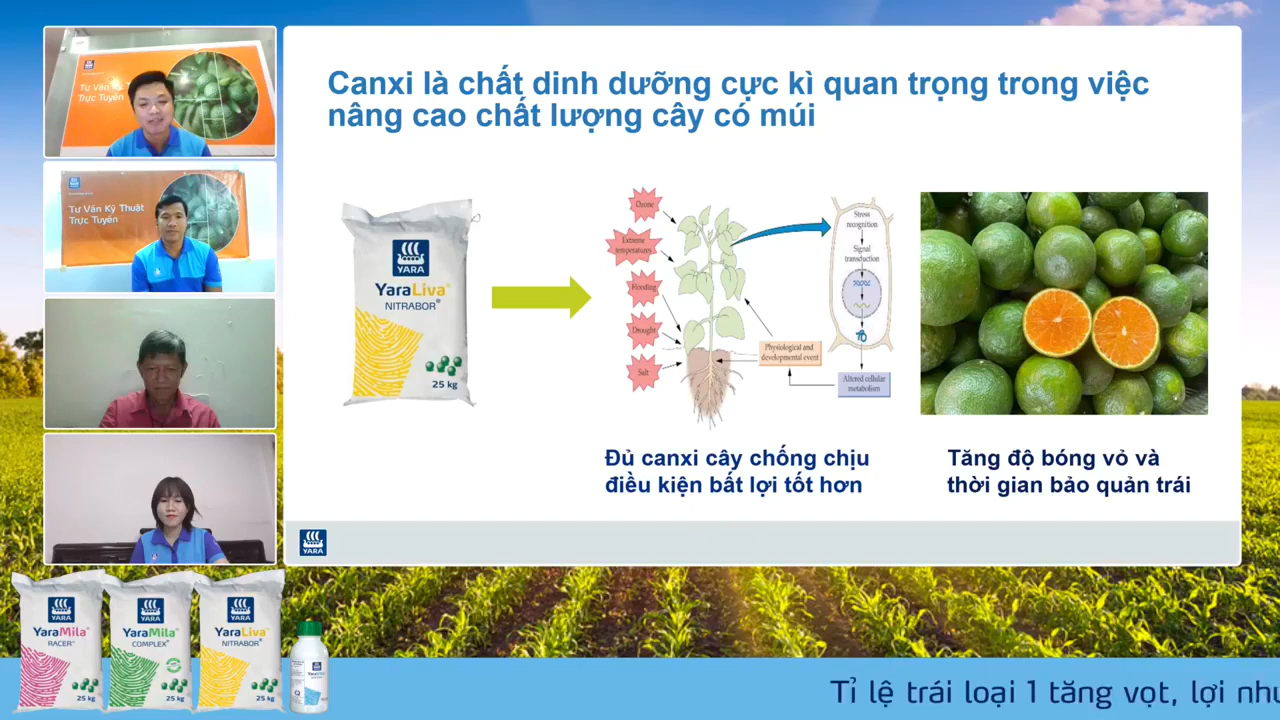 Tư Vấn Kỹ
Trực Tuyến
Tư Vấn Kỹ Thuật
Trực Tuyến
Canxi là chất dinh dưỡng cực kì quan trọng trong việc
nâng cao chất lượng cây có múi
YARA
YaraLiva
NITRABOR
25 kg
Ozone
Extreme
temperatures
Flooding
Drought
Salt
Stress
recognition
Signal
transduction
Physiological and
developmental event
Altered cellular
metabolism
Đủ canxi cây chống chịu
điều kiện bất lợi tốt hơn
Tăng độ bóng vỏ và
thời gian bảo quản trái
YARA
YARA
YaraMila
RACER
25 kg
YARA
YaraMila
COMPLEX
25 kg
YARA
YaraLiva
NITRABOR
25 kg
Tỉ lệ trái loại 1 tăng vọt, lợi nhu